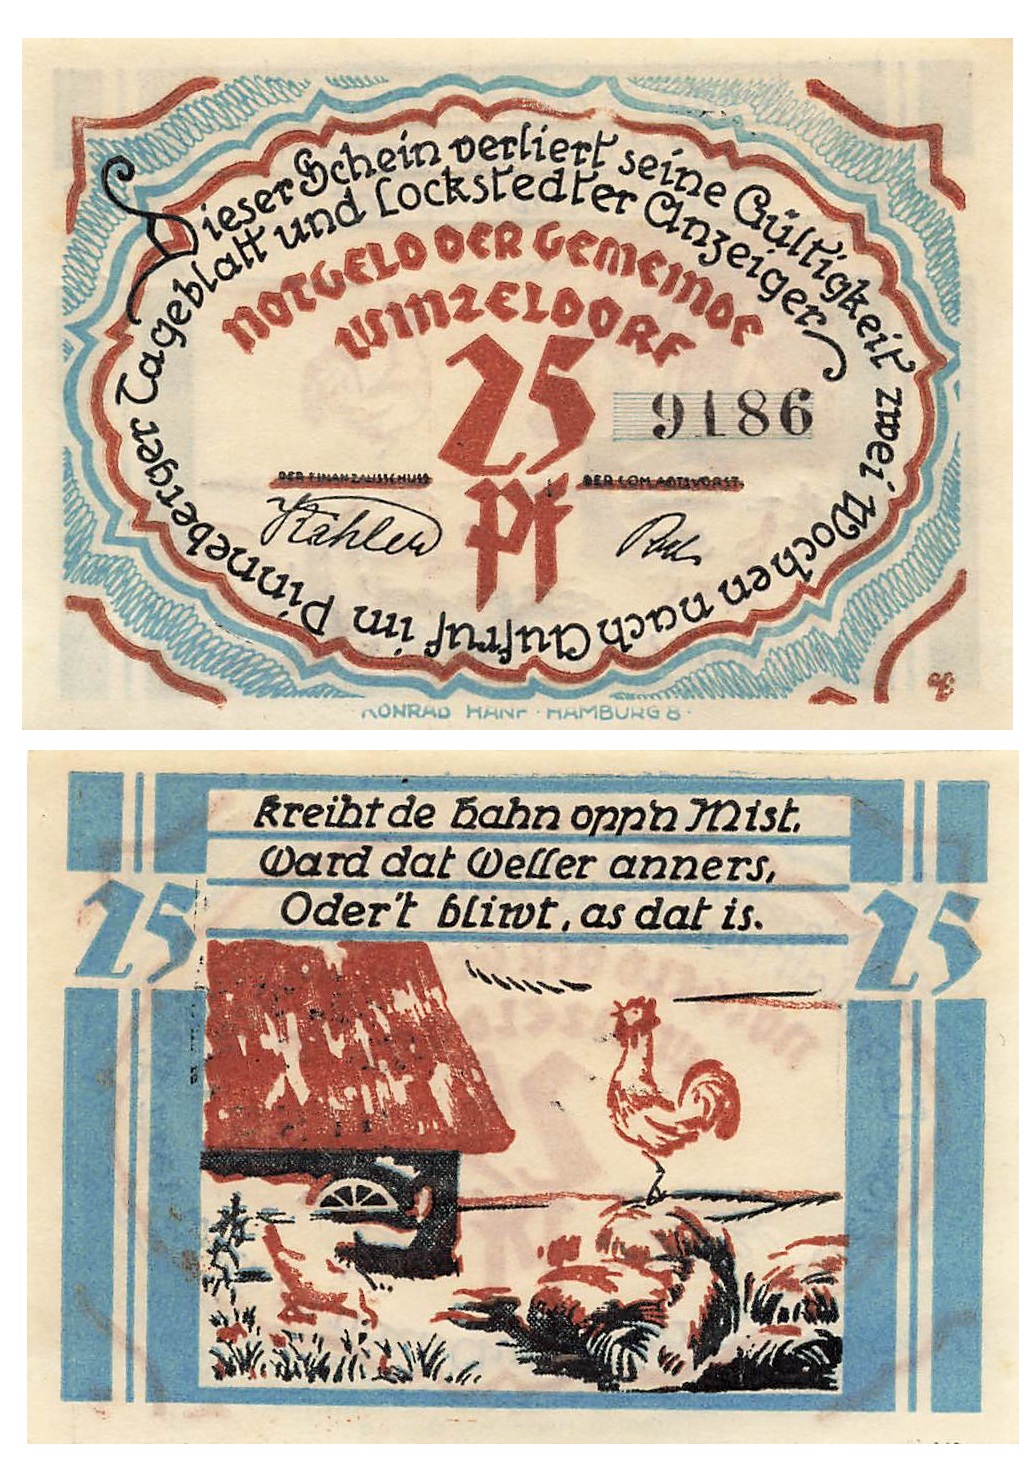 Dieser Schein verliert seine Gültigkeit zwei Wochen nach Aufruf im Pinneberger Tageblatt und Lockstedter Anzeiger
NOTGELD DER GEMEINDE
WINZELDORF
25
Pf
9186
DER FINANZAUSSCHUSS
DER COM. AMTSVORST.
KONRAD HANF · HAMBURG 8 ·
Kreiht de Hahn opp'n Mist,
Ward dat Weller anners,
Oder't bliwt, as dat is.
25
25